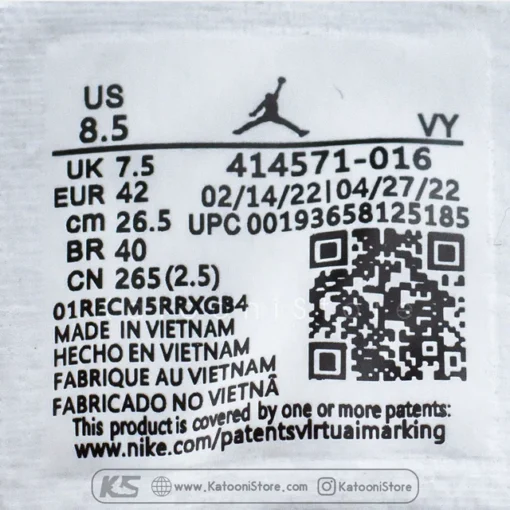 US
8.5
VY
UK 7.5
414571-016
EUR 42
02/14/22|04/27/22
cm 26.5
UPC 00193658125185
BR 40
CN 265(2.5)
01RECM5RRXGB4
MADE IN VIETNAM
HECHO EN VIETNAM
FABRIQUE AU VIETNAM
FABRICADO NO VIETNÃ
This product is covered by one or more patents:
www.nike.com/patentsvlrtuaimarking
KS www.KatooniStore.com KatooniStore